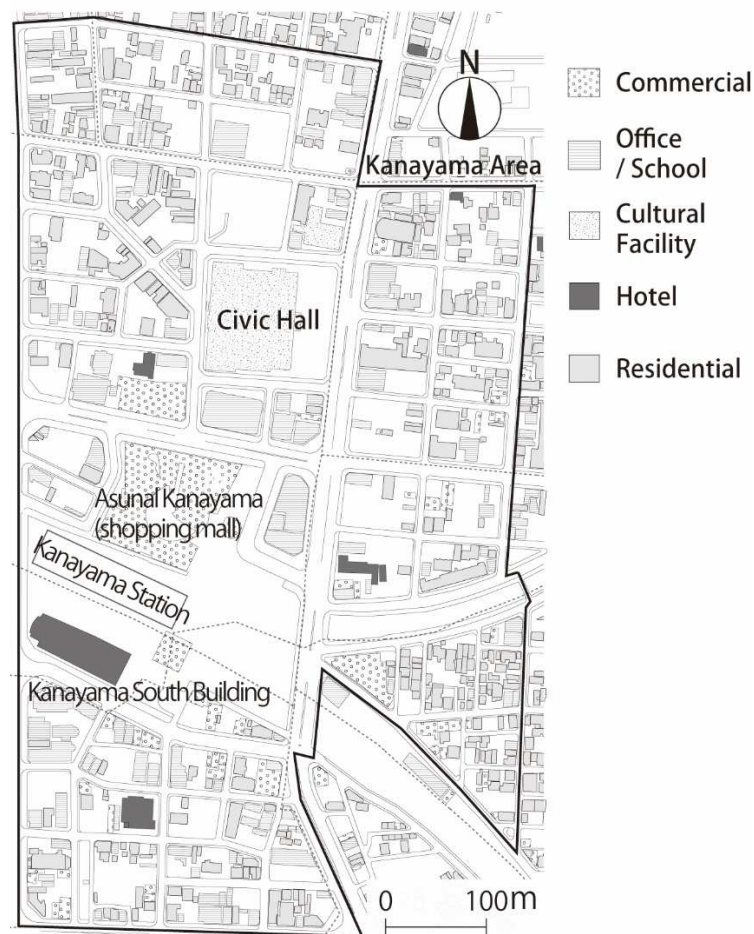 N
Kanayama Area
Commercial
Office
/ School
Cultural
Facility
Hotel
Residential
Civic Hall
Asunal Kanayama
(shopping mall)
Kanayama Station
Kanayama South Building
0 100m